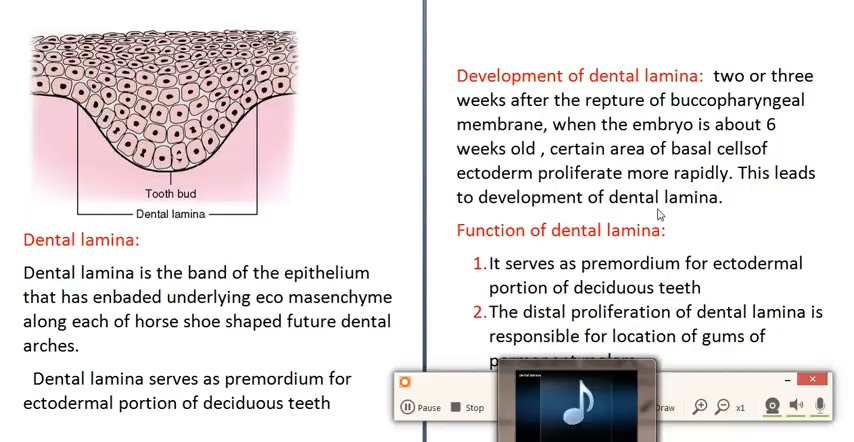 Tooth bud
Dental lamina
Dental lamina:
Dental lamina is the band of the epithelium
that has enbaded underlying eco masenchyme
along each of horse shoe shaped future dental
arches.
Dental lamina serves as premordium for
ectodermal portion of deciduous teeth
Development of dental lamina: two or three
weeks after the repture of buccopharyngeal
membrane, when the embryo is about 6
weeks old , certain area of basal cellsof
ectoderm proliferate more rapidly. This leads
to development of dental lamina.
Function of dental lamina:
1. It serves as premordium for ectodermal
portion of deciduous teeth
2. The distal proliferation of dental lamina is
responsible for location of gums of
Pause Stop Draw x1